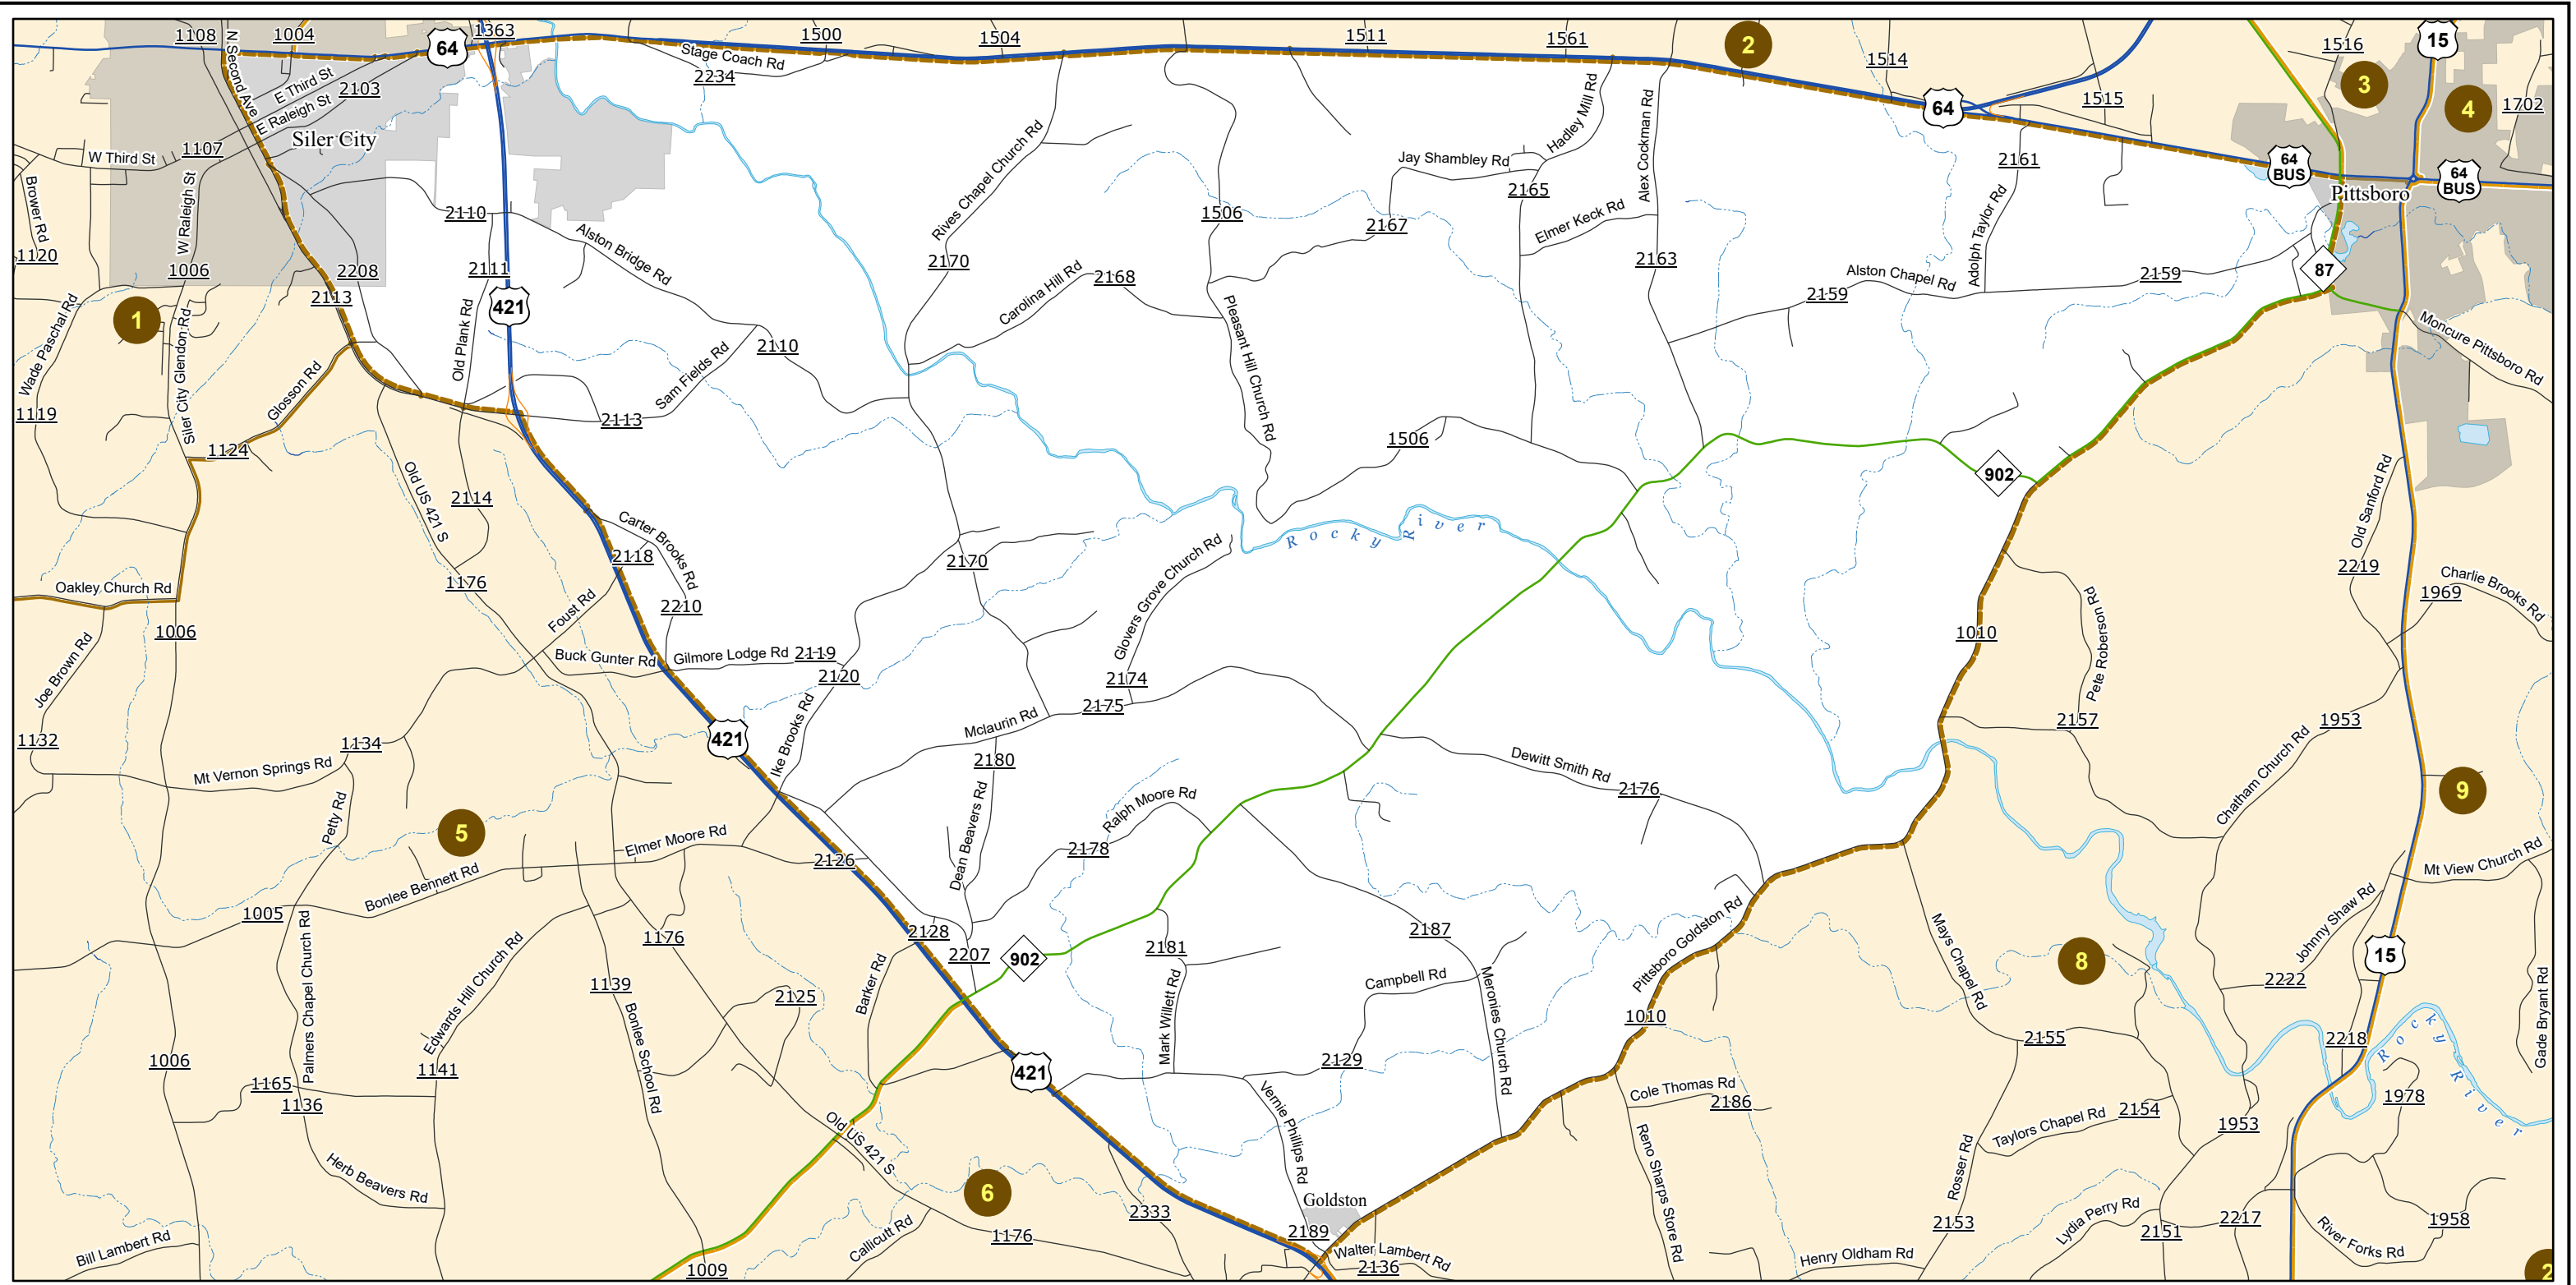 1108
1004
64
1363
1500
1504
1511
1561
2
1514
1516
15
3
4
1702
N Second Ave
Stage Coach Rd
2234
E Third St
2103
E Raleigh St
Siler City
Hadley Mill Rd
Alex Cockman Rd
64
1515
W Third St
1107
Rives Chapel Church Rd
Jay Shambley Rd
2161
64
BUS
64
BUS
Pittsboro
Brower Rd
W Raleigh St
2110
1506
2165
Elmer Keck Rd
2167
Adolph Taylor Rd
1120
1006
2208
2111
Alston Bridge Rd
2170
Carolina Hill Rd
2168
2163
Alston Chapel Rd
2159
2159
87
2113
421
1
Wade Paschal Rd
Siler City Glendon Rd
Old Plank Rd
2110
Pleasant Hill Church Rd
Moncure Pittsboro Rd
Glosson Rd
Sam Fields Rd
1119
1124
2113
1506
902
Old US 421 S
2114
Carter Brooks Rd
2118
Rocky River
Old Sanford Rd
2219
Oakley Church Rd
1176
2170
Glovers Grove Church Rd
Charlie Brooks Rd
1969
Foust Rd
2210
1006
1010
Pete Roberson Rd
Joe Brown Rd
Buck Gunter Rd
Gilmore Lodge Rd
2119
2120
2174
2175
1132
1134
421
Ike Brooks Rd
Mclaurin Rd
2157
1953
Mt Vernon Springs Rd
2180
Dewitt Smith Rd
2176
Chatham Church Rd
9
Petty Rd
5
Elmer Moore Rd
2126
Dean Beavers Rd
Ralph Moore Rd
2178
Mt View Church Rd
Bonlee Bennett Rd
1005
Johnny Shaw Rd
Palmers Chapel Church Rd
Edwards Hill Church Rd
1176
2128
2207
902
2181
2187
Pittsboro Goldston Rd
Mays Chapel Rd
8
15
Barker Rd
Campbell Rd
2222
1139
2125
Mark Willett Rd
Meronies Church Rd
1010
Gade Bryant Rd
Bonlee School Rd
2155
2218
Rocky River
1006
1141
421
2129
1165
1136
Vernie Phillips Rd
Cole Thomas Rd
2186
1978
Old US 421 S
Reno Sharps Store Rd
Taylors Chapel Rd
2154
1953
Herb Beavers Rd
6
Goldston
Rosser Rd
2333
2189
Callicutt Rd
1176
Bill Lambert Rd
Walter Lambert Rd
2136
2153
Lydia Perry Rd
2151
2217
1958
River Forks Rd
Henry Oldham Rd
1009
2